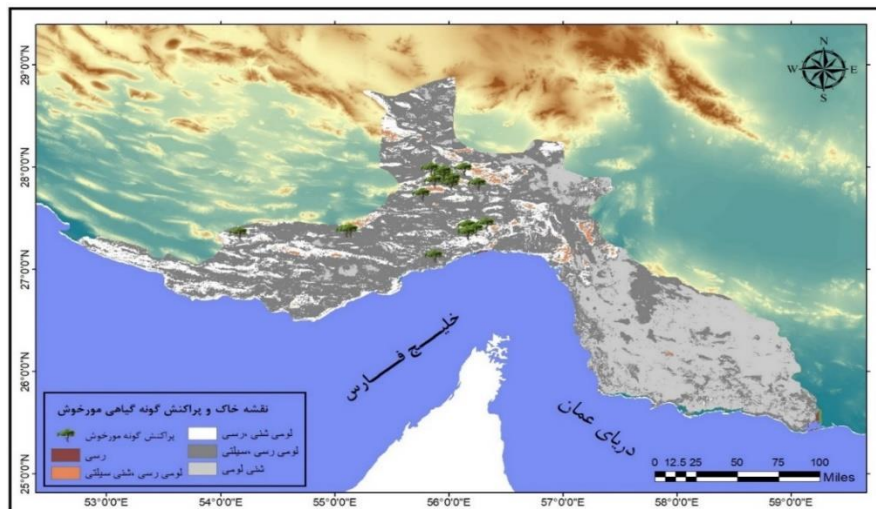 N
W E
S
29°0'0"N
28°0'0"N
27°0'0"N
26°0'0"N
25°0'0"N
خلیج فارس
دریای عمان
نقشه خاک و پراکنش گونه گیاهی مورخوش
پراکنش گونه مورخوش
لومی شنی ،رسی
رسی
لومی رسی ،سیلتی
لومی رسی ،شنی سیلتی
شنی لومی
0 12.5 25 50 75 100
Miles
53°0'0"E 54°0'0"E 55°0'0"E 56°0'0"E 57°0'0"E 58°0'0"E 59°0'0"E